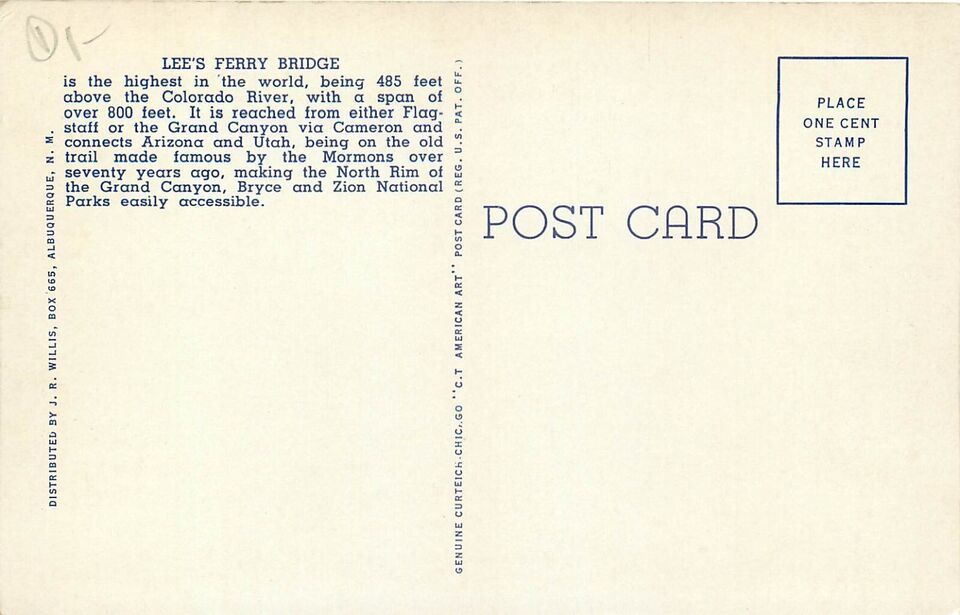 LEE'S FERRY BRIDGE
is the highest in the world, being 485 feet
above the Colorado River, with a span of
over 800 feet. It is reached from either Flag-
staff or the Grand Canyon via Cameron and
connects Arizona and Utah, being on the old
trail made famous by the Mormons over
seventy years ago, making the North Rim of
the Grand Canyon, Bryce and Zion National
Parks easily accessible.
DISTRIBUTED BY J. R. WILLIS, BOX 665, ALBUQUERQUE, N. M.
GENUINE CURTEICH-CHICAGO "C.T AMERICAN ART" POST CARD (REG. U.S. PAT. OFF.)
POST CARD
PLACE
ONE CENT
STAMP
HERE